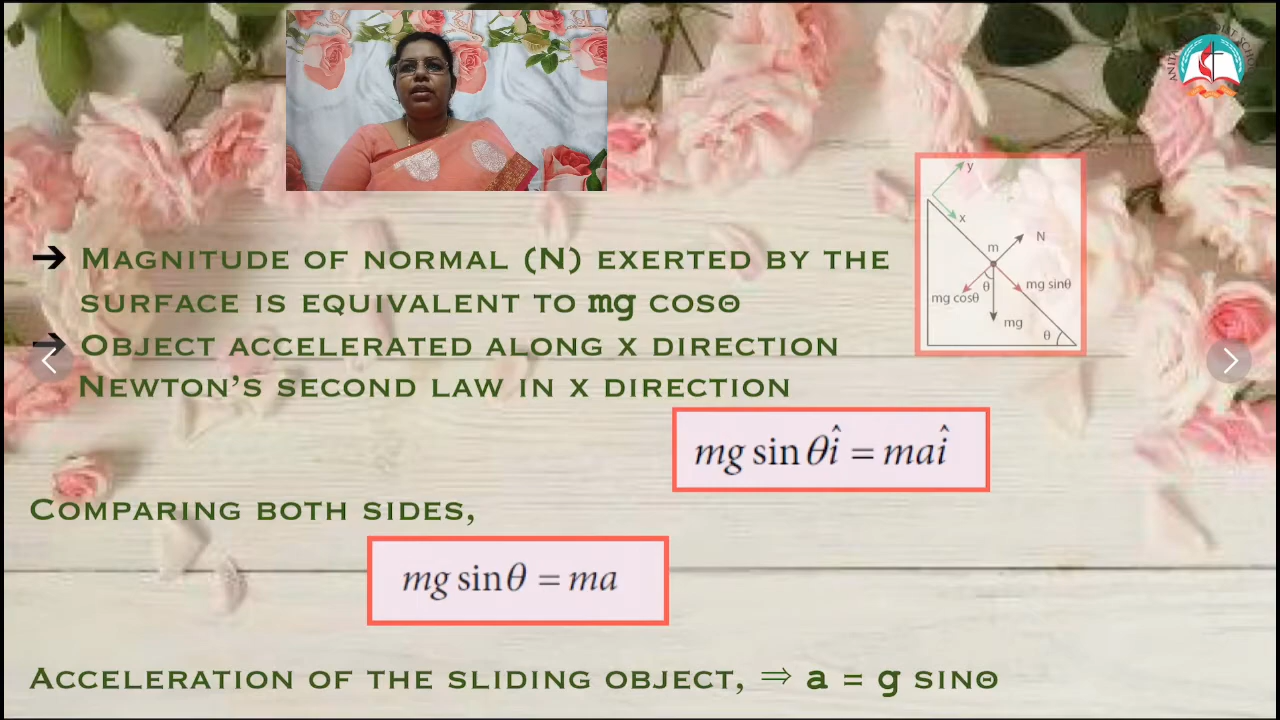 y
x
N
m
θ
mg sinθ
mg cosθ
mg
θ
➔ Magnitude of normal (N) exerted by the
surface is equivalent to mg cosθ
➔ Object accelerated along x direction
Newton’s second law in x direction
mg sin θî = maî
Comparing both sides,
mg sinθ = ma
Acceleration of the sliding object, ⇒ a = g sinθ